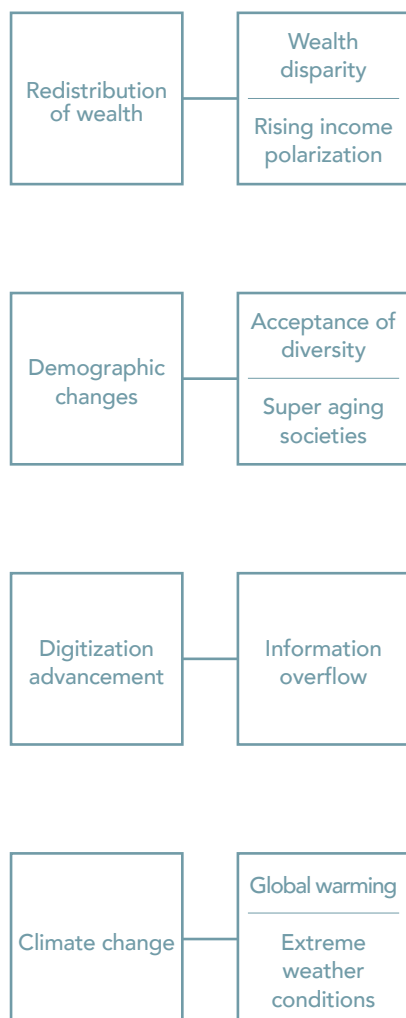 Redistribution
of wealth
Wealth
disparity
Rising income
polarization
Demographic
changes
Acceptance of
diversity
Super aging
societies
Digitization
advancement
Information
overflow
Climate change
Global warming
Extreme
weather
conditions